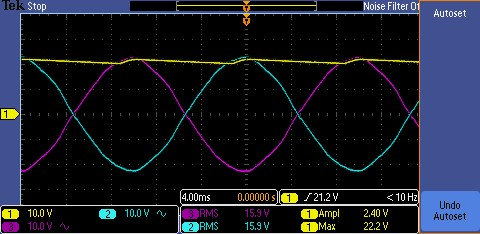 Tek Stop
Noise Filter Of
Autoset
1
4.00ms 0.00000 s
1 21.2 V
< 10 Hz
1 10.0 V
2 10.0 V
3 10.0 V
3 RMS 15.9 V
2 RMS 15.9 V
1 Ampl 2.40 V
1 Max 22.2 V
Undo
Autoset